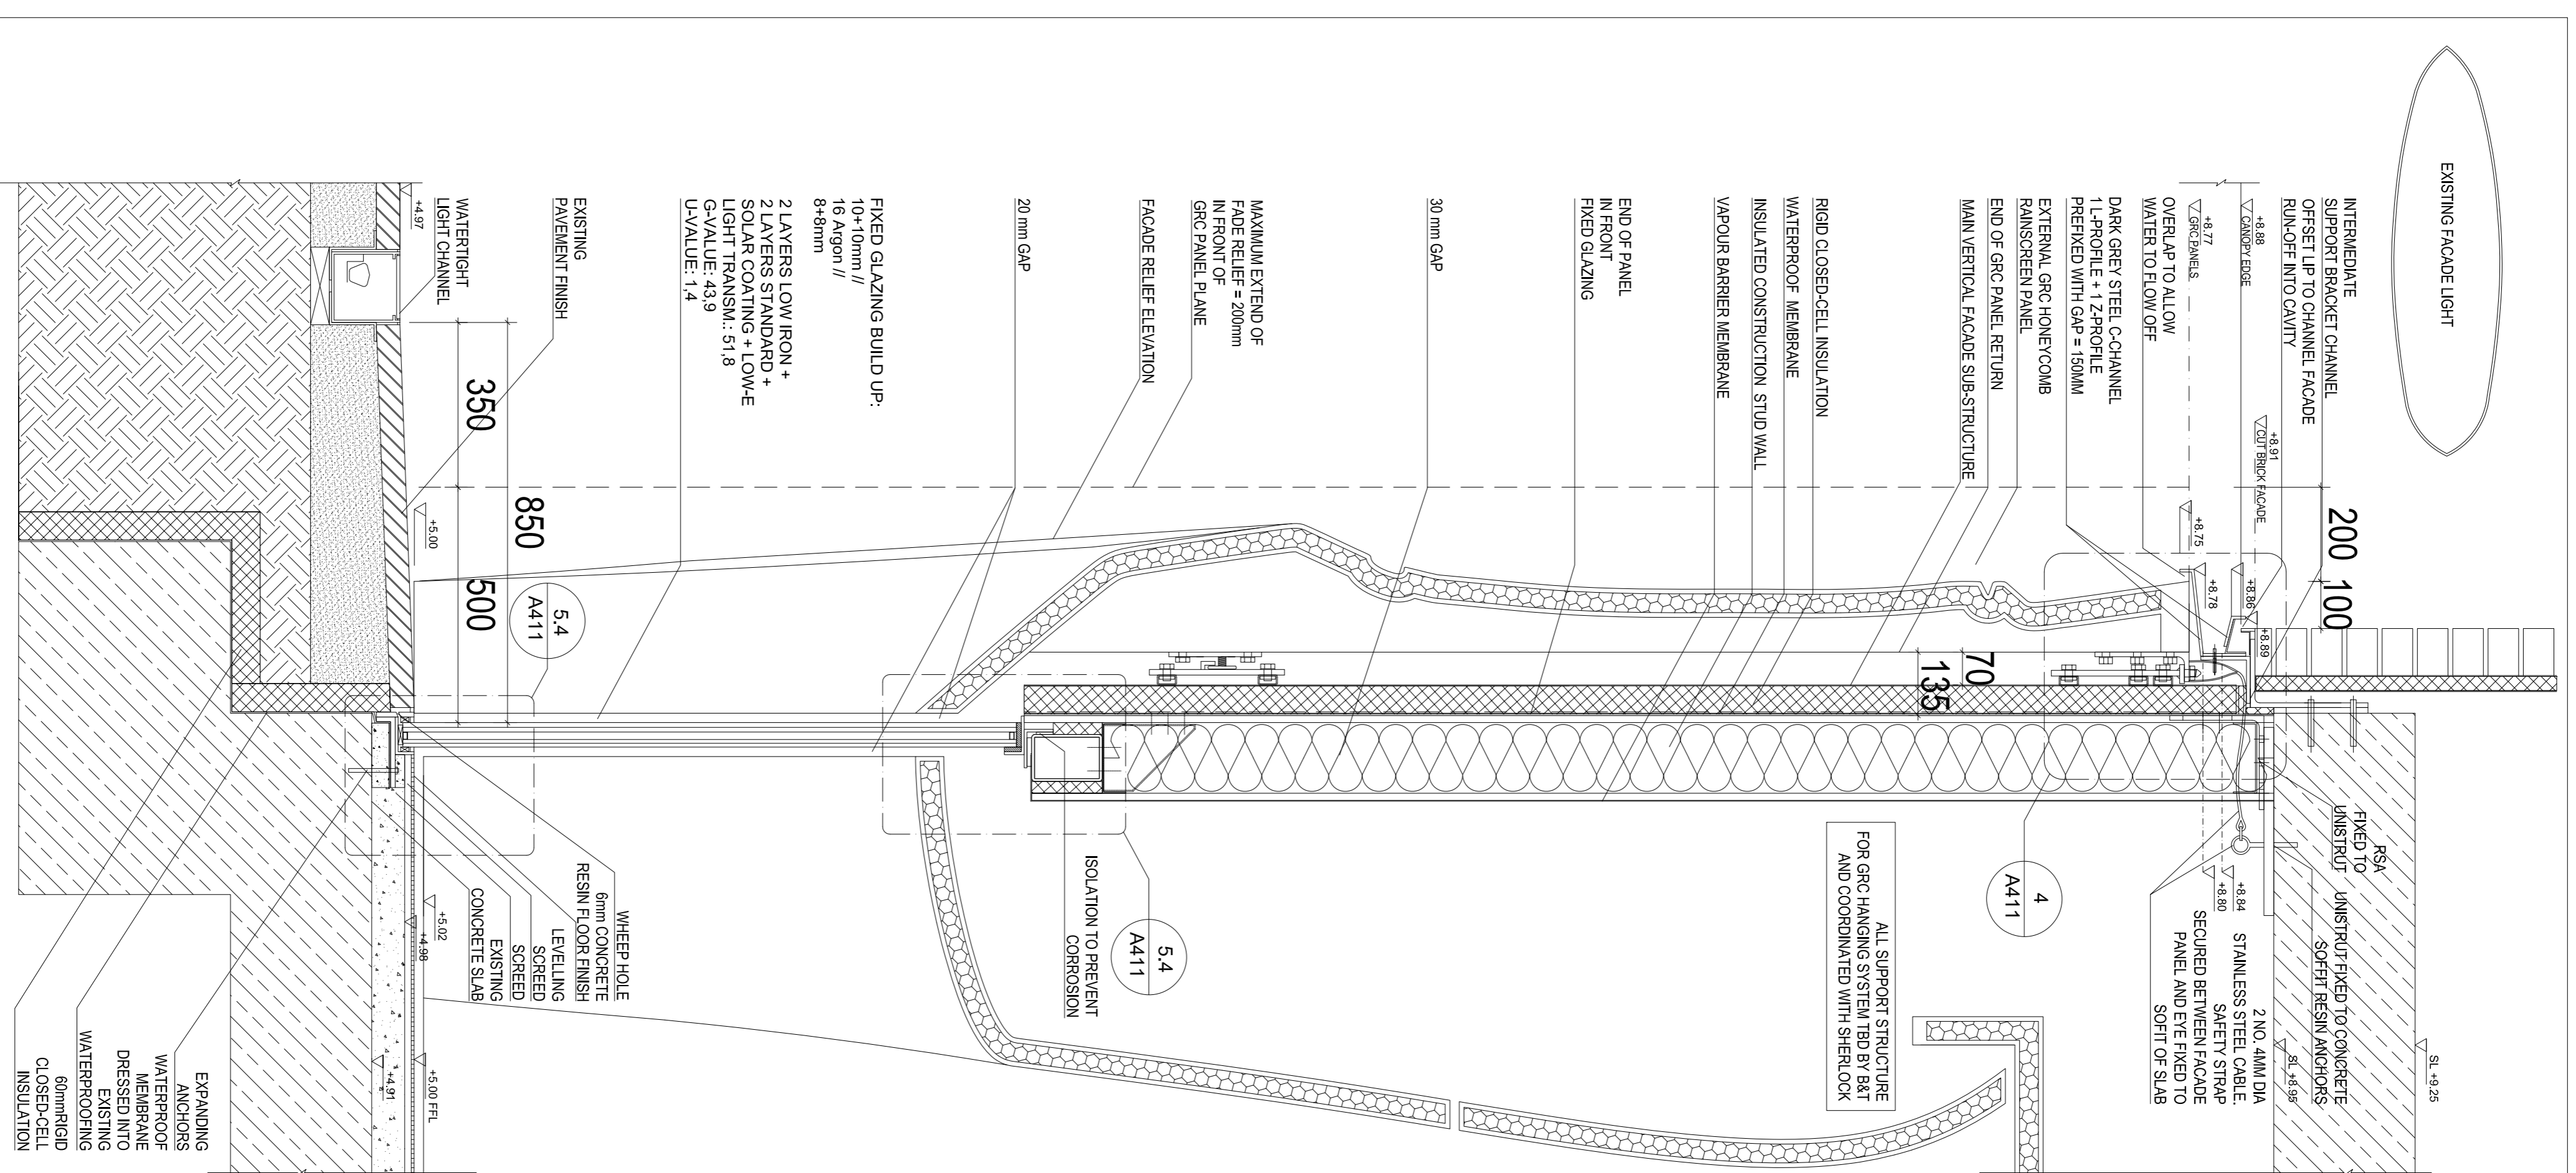 EXISTING FACADE LIGHT
INTERMEDIATE
SUPPORT BRACKET CHANNEL
OFFSET LIP TO CHANNEL FACADE
RUN-OFF INTO CAVITY
+8.91
CUT BRICK FACADE
+8.88
CANOPY EDGE
+8.77
GRC PANELS
OVERLAP TO ALLOW
WATER TO FLOW OFF
DARK GREY STEEL C-CHANNEL
1 L-PROFILE + 1 Z-PROFILE
PREFIXED WITH GAP = 150MM
EXTERNAL GRC HONEYCOMB
RAINSCREEN PANEL
END OF GRC PANEL RETURN
MAIN VERTICAL FACADE SUB-STRUCTURE
RIGID CLOSED-CELL INSULATION
WATERPROOF MEMBRANE
INSULATED CONSTRUCTION STUD WALL
VAPOUR BARRIER MEMBRANE
END OF PANEL
IN FRONT
FIXED GLAZING
30 mm GAP
MAXIMUM EXTEND OF
FADE RELIEF = 200mm
IN FRONT OF
GRC PANEL PLANE
FACADE RELIEF ELEVATION
20 mm GAP
FIXED GLAZING BUILD UP:
10+10mm //
16 Argon //
8+8mm
2 LAYERS LOW IRON +
2 LAYERS STANDARD +
SOLAR COATING + LOW-E
LIGHT TRANSM.: 51,8
G-VALUE: 43,9
U-VALUE: 1,4
EXISTING
PAVEMENT FINISH
WATERTIGHT
LIGHT CHANNEL
+4.97
200
100
+8.75
+8.78
+8.86
+8.89
70
135
850
350
500
+5.00
5.4
A411
SL +9.25
SL +8.95
RSA
FIXED TO
UNISTRUT
UNISTRUT FIXED TO CONCRETE
SOFFIT RESIN ANCHORS
2 NO. 4MM DIA
STAINLESS STEEL CABLE.
SAFETY STRAP
SECURED BETWEEN FACADE
PANEL AND EYE FIXED TO
SOFIT OF SLAB
+8.84
+8.80
4
A411
ALL SUPPORT STRUCTURE
FOR GRC HANGING SYSTEM TBD BY B&T
AND COORDINATED WITH SHERLOCK
5.4
A411
ISOLATION TO PREVENT
CORROSION
WHEEP HOLE
6mm CONCRETE
RESIN FLOOR FINISH
LEVELLING
SCREED
SCREED
EXISTING
CONCRETE SLAB
+5.02
+4.98
+5.00 FFL
+4.91
EXPANDING
ANCHORS
WATERPROOF
MEMBRANE
DRESSED INTO
EXISTING
WATERPROOFING
60mmRIGID
CLOSED-CELL
INSULATION